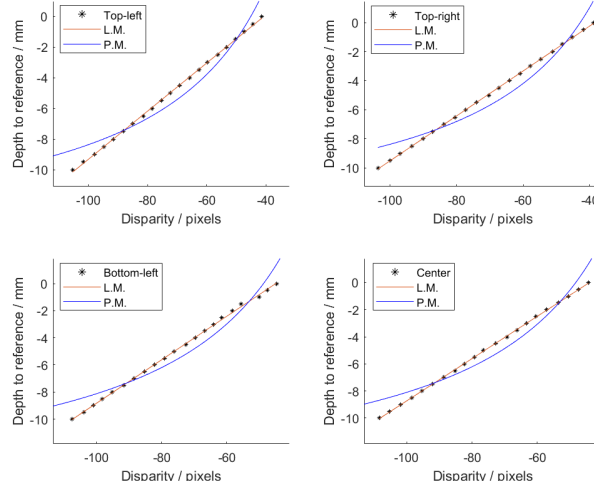 Top-left
L.M.
P.M.
0
-2
-4
-6
-8
-10
Depth to reference / mm
-100
-80
-60
-40
Disparity / pixels
Top-right
L.M.
P.M.
0
-2
-4
-6
-8
-10
Depth to reference / mm
-100
-80
-60
-40
Disparity / pixels
Bottom-left
L.M.
P.M.
0
-2
-4
-6
-8
-10
Depth to reference / mm
-100
-80
-60
Disparity / pixels
Center
L.M.
P.M.
0
-2
-4
-6
-8
-10
Depth to reference / mm
-100
-80
-60
Disparity / pixels